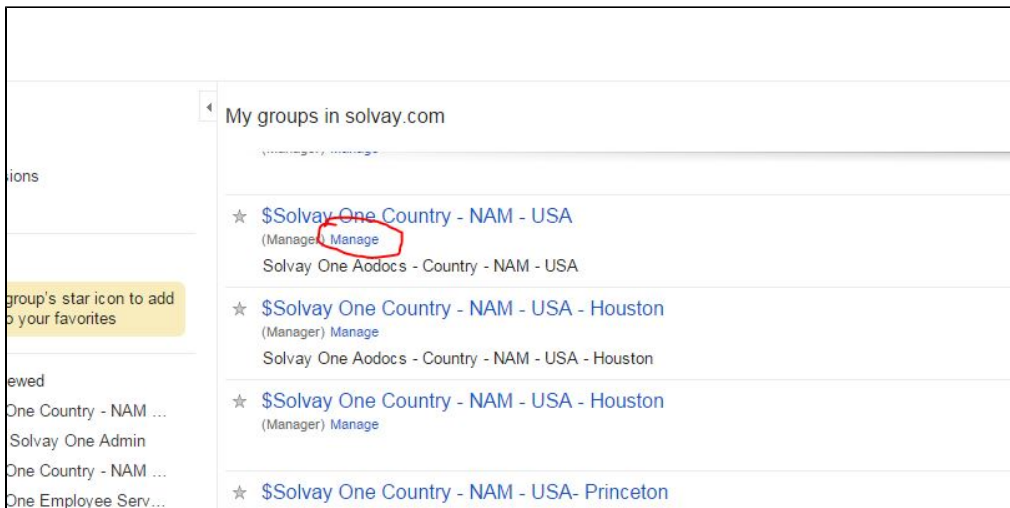 My groups in solvay.com
sions
$Solvay One Country - NAM - USA
(Manager) Manage
Solvay One Aodocs - Country - NAM - USA
group's star icon to add
o your favorites
$Solvay One Country - NAM - USA - Houston
(Manager) Manage
Solvay One Aodocs - Country - NAM - USA - Houston
ewed
One Country - NAM ...
Solvay One Admin
One Country - NAM ...
One Employee Serv...
$Solvay One Country - NAM - USA - Houston
(Manager) Manage
$Solvay One Country - NAM - USA- Princeton